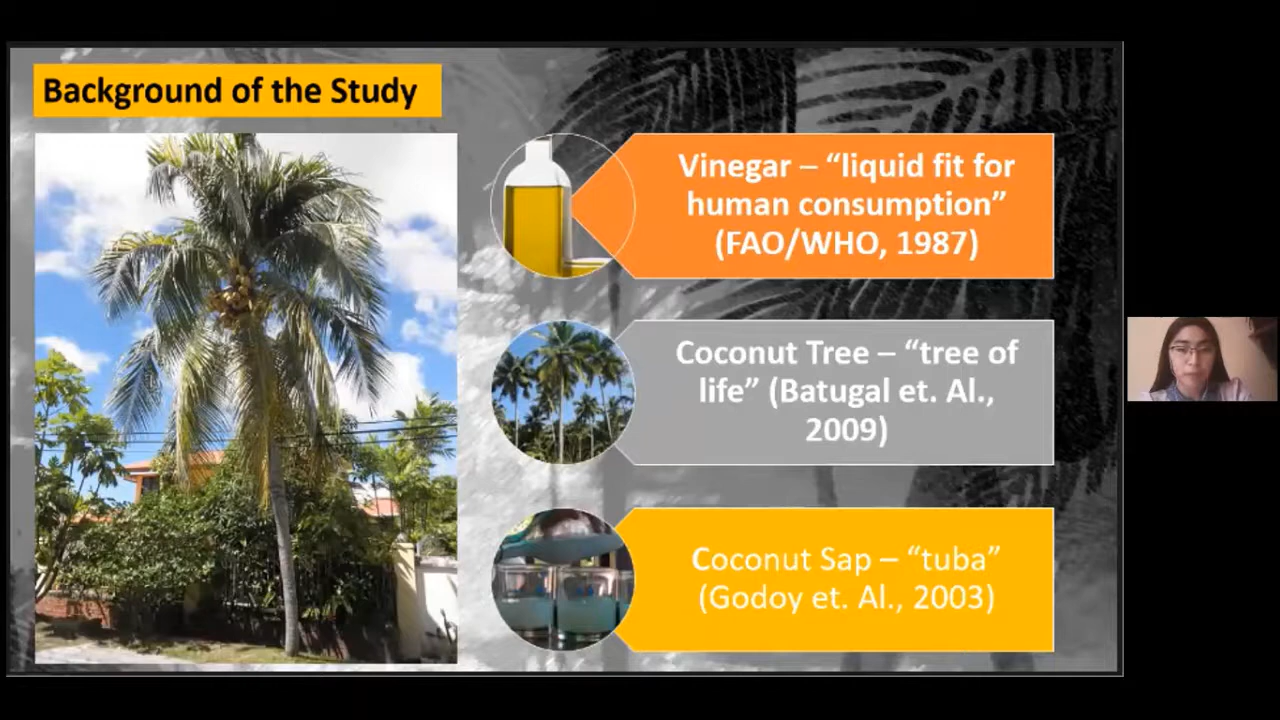 Background of the Study
Vinegar – “liquid fit for
human consumption”
(FAO/WHO, 1987)
Coconut Tree – “tree of
life” (Batugal et. Al.,
2009)
Coconut Sap – “tuba”
(Godoy et. Al., 2003)